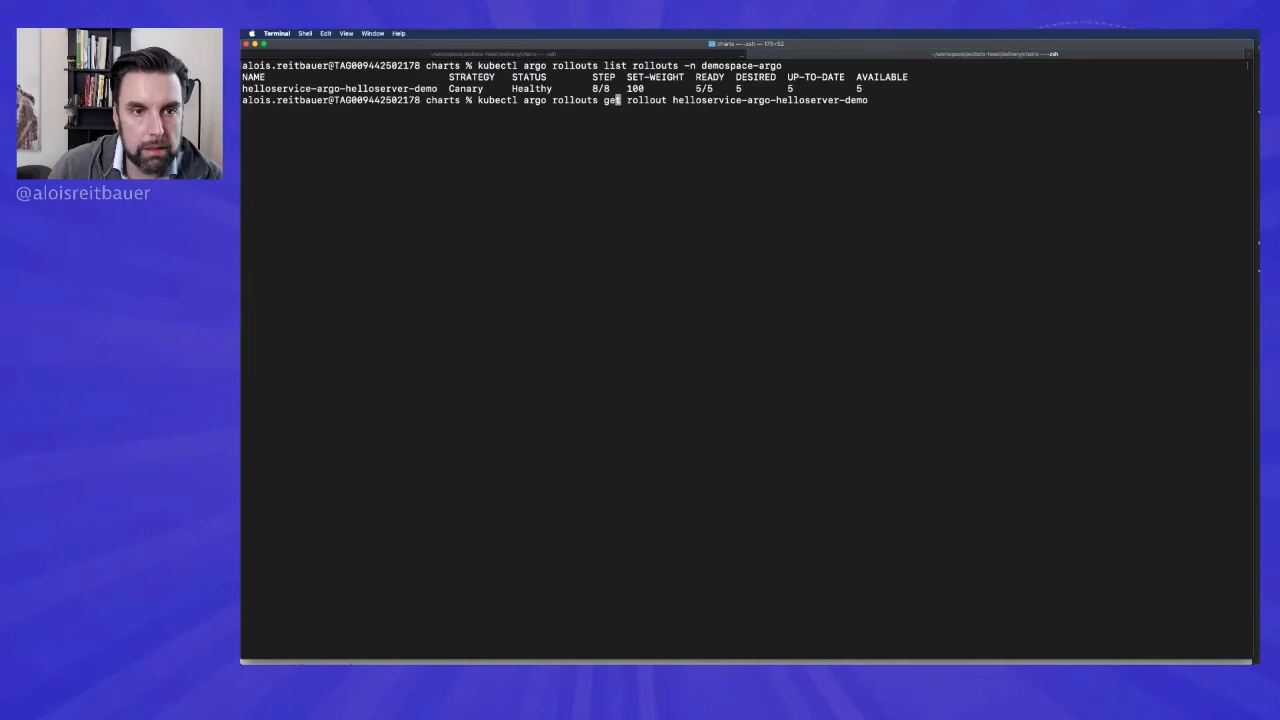 Terminal Shell Edit View Window Help
charts — -zsh — 175×52
@aloisreitbauer
alois.reitbauer@TAG009442502178 charts % kubectl argo rollouts list rollouts -n demospace-argo
NAME STRATEGY STATUS STEP SET-WEIGHT READY DESIRED UP-TO-DATE AVAILABLE
helloservice-argo-helloserver-demo Canary Healthy 8/8 100 5/5 5 5 5
alois.reitbauer@TAG009442502178 charts % kubectl argo rollouts get rollout helloservice-argo-helloserver-demo